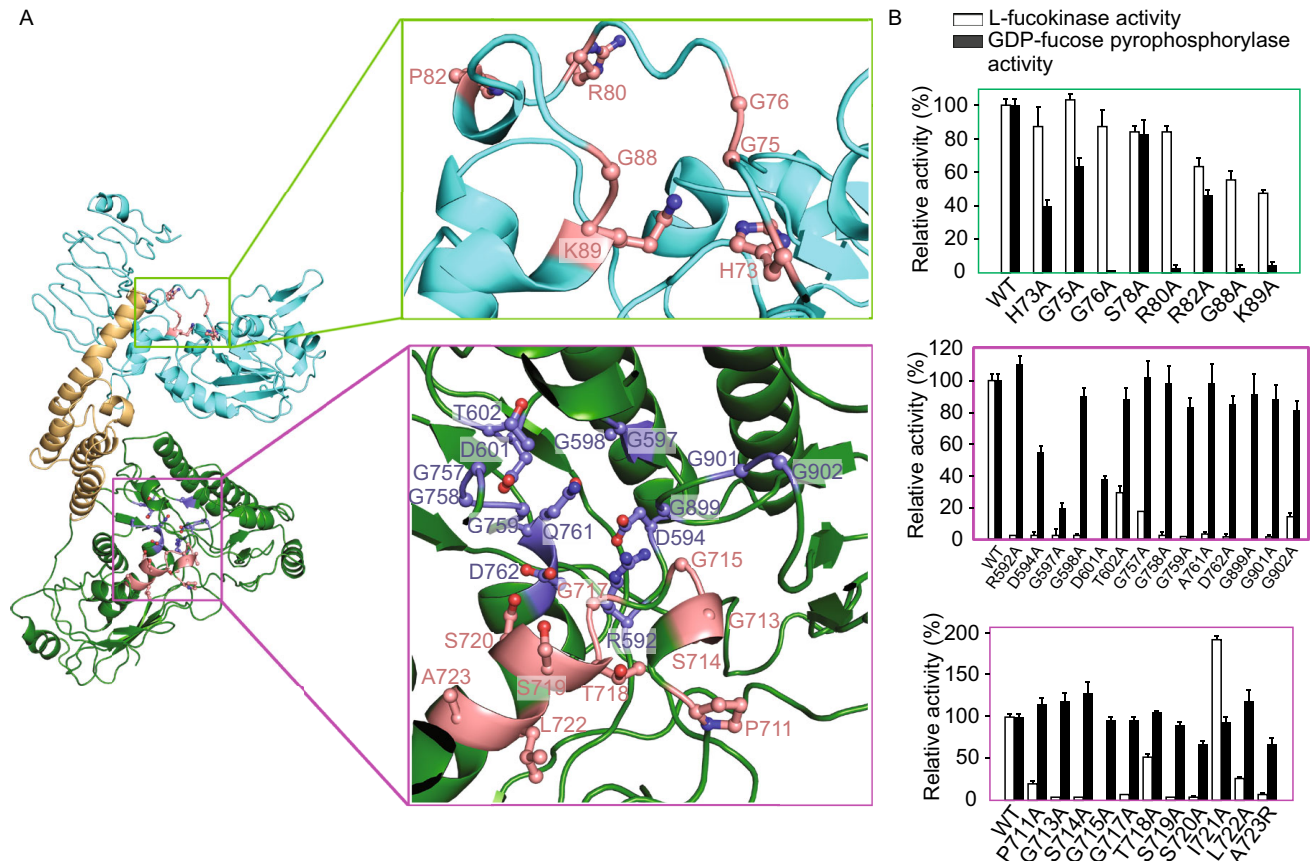 A
P82
R80
G76
G75
G88
K89
H73
T602
D601
G598
G597
G901
G902
G757
G758
G759
Q761
G899
D594
D762
G717
G715
G713
S720
R592
S714
A723
S719
T718
L722
P711
B
L-fucokinase activity
GDP-fucose pyrophosphorylase
activity
Relative activity (%)
100
80
60
40
20
0
WT H73A G75A G76A S78A R80A R82A G88A K89A
Relative activity (%)
120
100
80
60
40
20
0
WT R592A D594A G597A G598A D601A T602A G757A G758A G759A A761A D762A G899A G901A G902A
Relative activity (%)
200
150
100
50
0
WT P711A G713A S714A G715A G717A T718A S719A S720A I721A L722A A723R